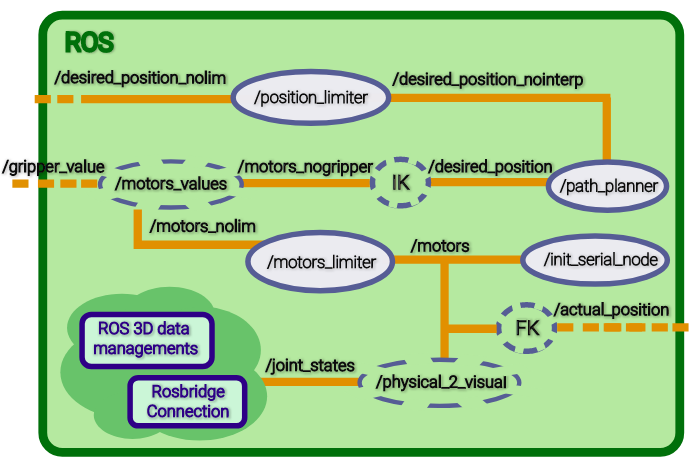 ROS
/desired_position_nolim
/desired_position_nointerp
/position_limiter
/gripper_value
/motors_nogripper
/desired_position
/motors_values
IK
/path_planner
/motors_nolim
/motors
/motors_limiter
/init_serial_node
/actual_position
FK
ROS 3D data
managements
/joint_states
/physical_2_visual
Rosbridge
Connection